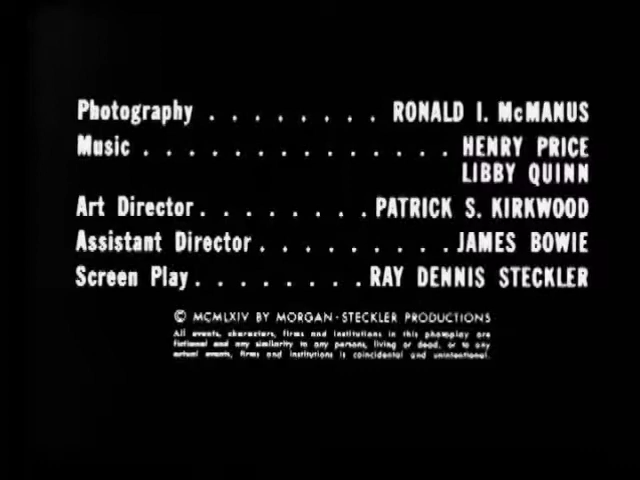 Photography . . . . . . . . RONALD I. McMANUS
Music . . . . . . . . . . . . . . HENRY PRICE
LIBBY QUINN
Art Director . . . . . . . . PATRICK S. KIRKWOOD
Assistant Director . . . . . . . . . JAMES BOWIE
Screen Play . . . . . . . . RAY DENNIS STECKLER
© MCMLXIV BY MORGAN-STECKLER PRODUCTIONS
All events, characters, firms and institutions in this photoplay are
fictional and any similarity to any persons, living or dead, or to any
actual events, firms and institutions is coincidental and unintentional.